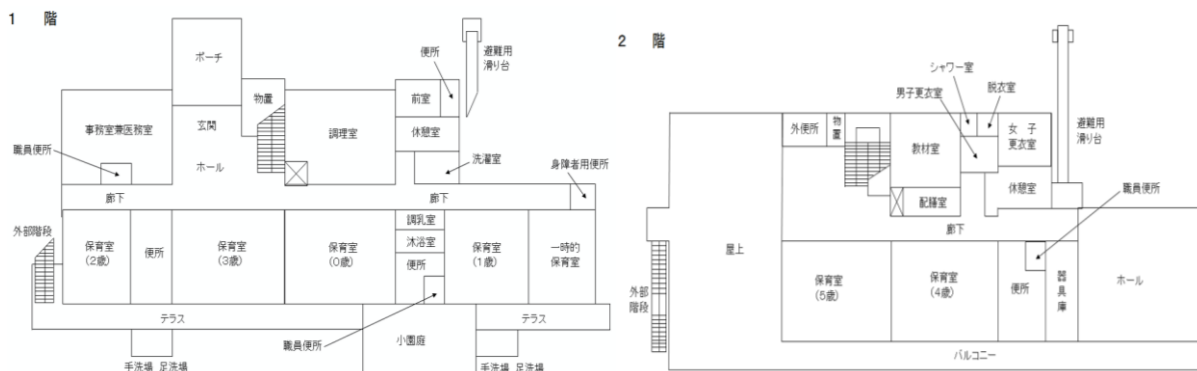 1 階
ポーチ
便所
避難用
滑り台
物置
前室
事務室兼医務室
玄関
調理室
休憩室
職員便所
ホール
洗濯室
身障者用便所
廊下
廊下
外部階段
調乳室
保育室
(2歳)
便所
保育室
(3歳)
保育室
(0歳)
沐浴室
便所
保育室
(1歳)
一時的
保育室
テラス
テラス
小園庭
職員便所
手洗場 足洗場
手洗場 足洗場
2 階
シャワー室
脱衣室
男子更衣室
外便所
物置
教材室
女子
更衣室
避難用
滑り台
休憩室
配膳室
職員便所
廊下
屋上
保育室
(5歳)
保育室
(4歳)
便所
器具庫
ホール
外部
階段
バルコニー